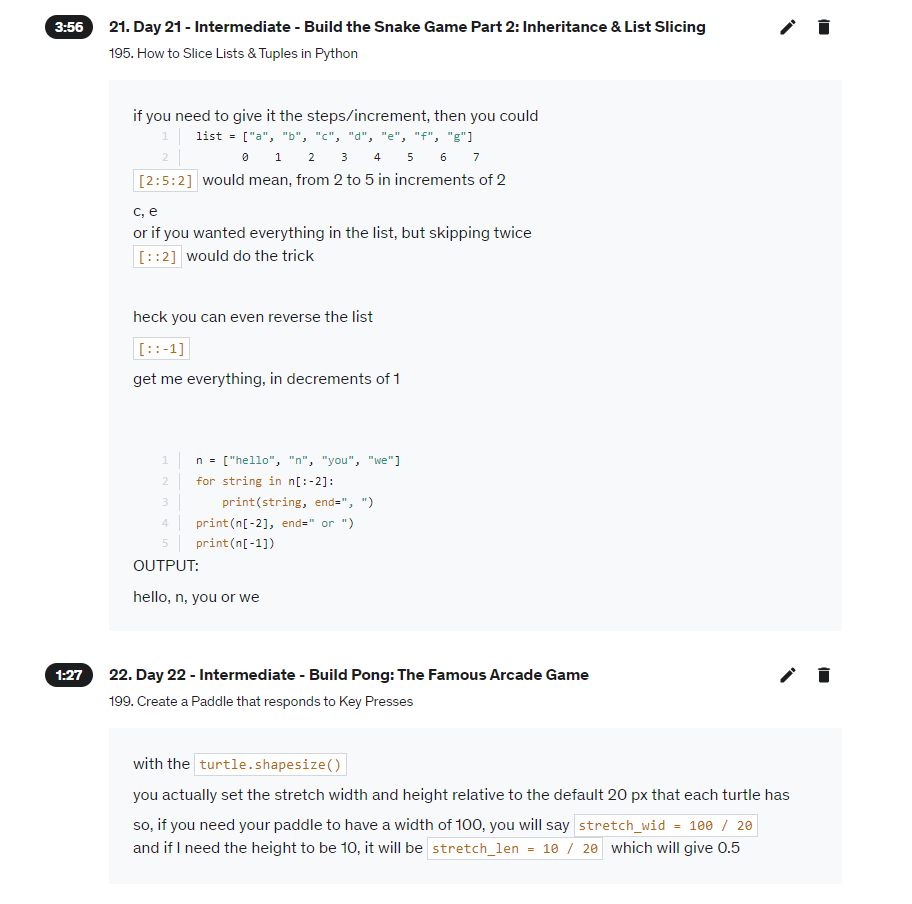 3:56
21. Day 21 - Intermediate - Build the Snake Game Part 2: Inheritance & List Slicing
195. How to Slice Lists & Tuples in Python
if you need to give it the steps/increment, then you could
1 list = ["a", "b", "c", "d", "e", "f", "g"]
2 0 1 2 3 4 5 6 7
[2:5:2] would mean, from 2 to 5 in increments of 2
c, e
or if you wanted everything in the list, but skipping twice
[::2] would do the trick
heck you can even reverse the list
[::-1]
get me everything, in decrements of 1
1 n = ["hello", "n", "you", "we"]
2 for string in n[:-2]:
3 print(string, end=", ")
4 print(n[-2], end=" or ")
5 print(n[-1])
OUTPUT:
hello, n, you or we
1:27
22. Day 22 - Intermediate - Build Pong: The Famous Arcade Game
199. Create a Paddle that responds to Key Presses
with the turtle.shapesize()
you actually set the stretch width and height relative to the default 20 px that each turtle has
so, if you need your paddle to have a width of 100, you will say stretch_wid = 100 / 20
and if I need the height to be 10, it will be stretch_len = 10 / 20 which will give 0.5